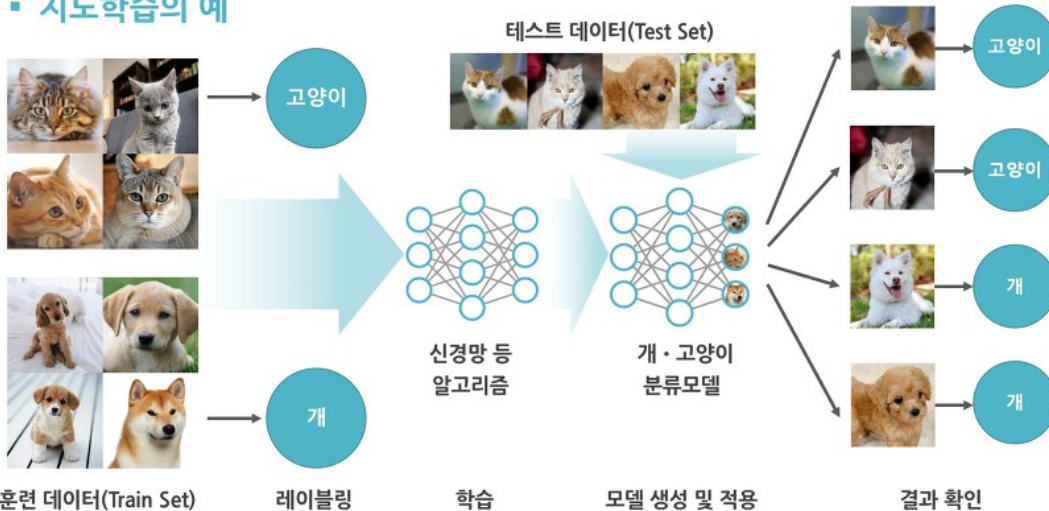 ▪ 지도학습의 예
테스트 데이터(Test Set)
고양이
고양이
고양이
개
개
개
신경망 등
알고리즘
개・고양이
분류모델
훈련 데이터(Train Set)
레이블링
학습
모델 생성 및 적용
결과 확인